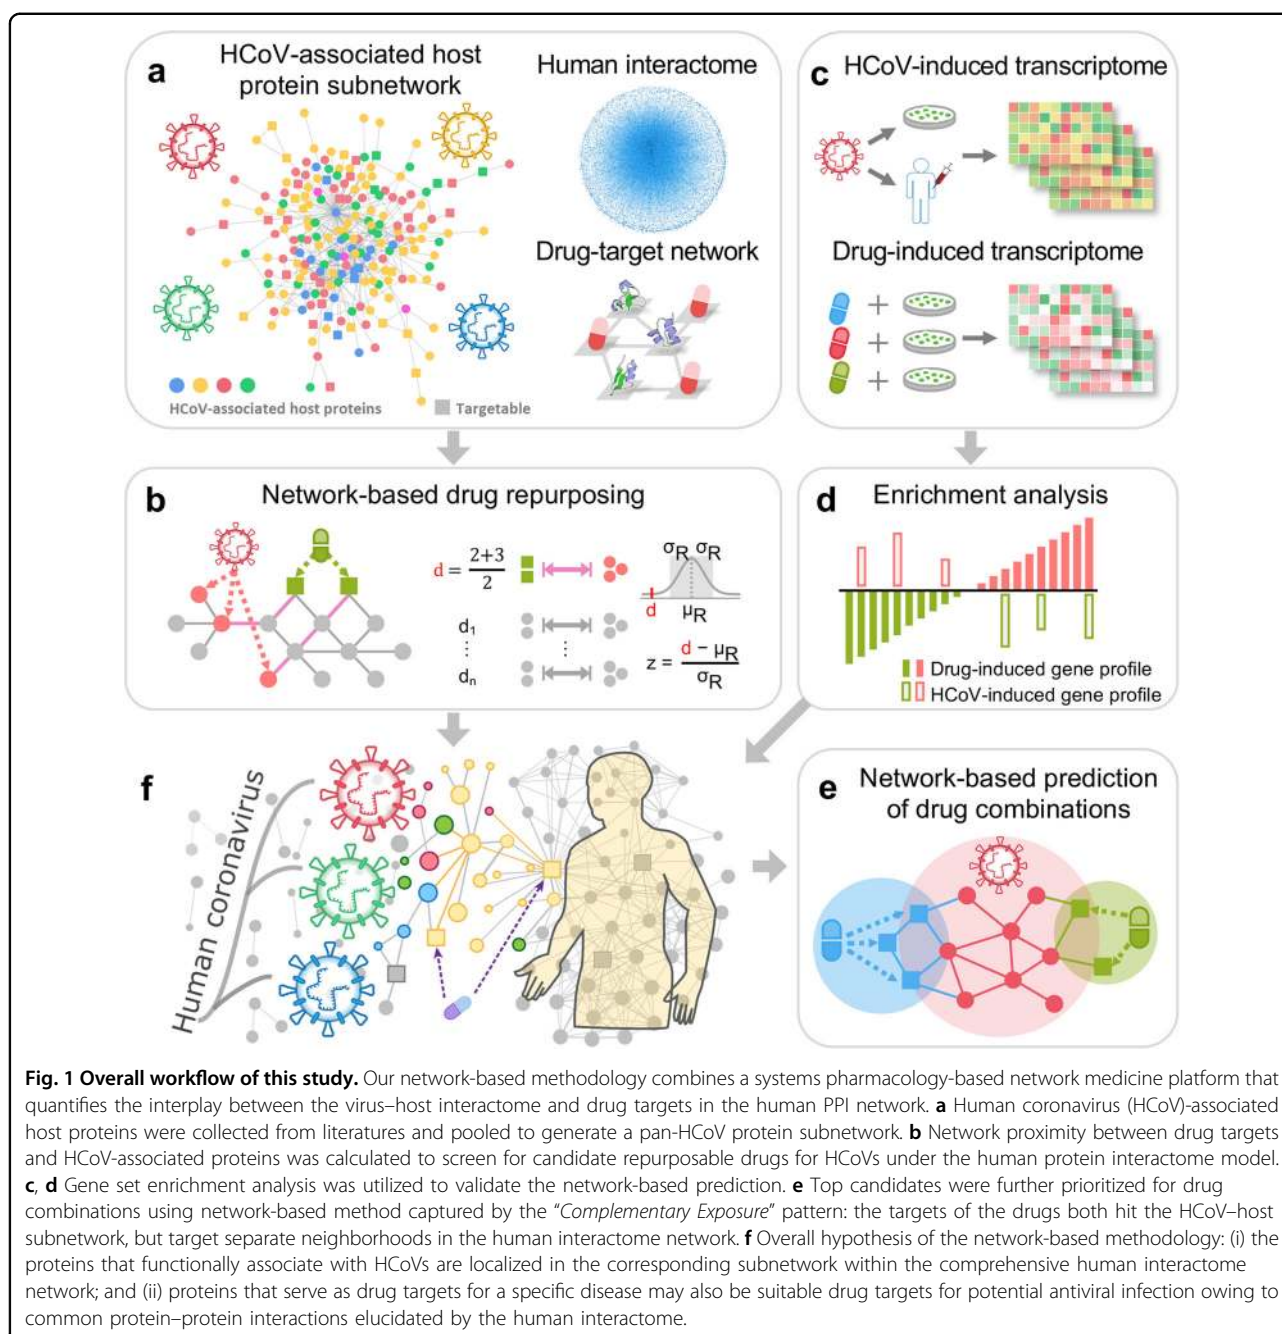 a
HCoV-associated host
protein subnetwork
Human interactome
Drug-target network
HCoV-associated host proteins
Targetable
c
HCoV-induced transcriptome
Drug-induced transcriptome
+
+
+
b
Network-based drug repurposing
d = 2+3
2
σR σR
d
μR
d1
⋮
dn
⋮
z = d − μR
σR
d
Enrichment analysis
Drug-induced gene profile
HCoV-induced gene profile
f
Human coronavirus
e
Network-based prediction
of drug combinations
Fig. 1 Overall workflow of this study. Our network-based methodology combines a systems pharmacology-based network medicine platform that
quantifies the interplay between the virus–host interactome and drug targets in the human PPI network. a Human coronavirus (HCoV)-associated
host proteins were collected from literatures and pooled to generate a pan-HCoV protein subnetwork. b Network proximity between drug targets
and HCoV-associated proteins was calculated to screen for candidate repurposable drugs for HCoVs under the human protein interactome model.
c, d Gene set enrichment analysis was utilized to validate the network-based prediction. e Top candidates were further prioritized for drug
combinations using network-based method captured by the “Complementary Exposure” pattern: the targets of the drugs both hit the HCoV–host
subnetwork, but target separate neighborhoods in the human interactome network. f Overall hypothesis of the network-based methodology: (i) the
proteins that functionally associate with HCoVs are localized in the corresponding subnetwork within the comprehensive human interactome
network; and (ii) proteins that serve as drug targets for a specific disease may also be suitable drug targets for potential antiviral infection owing to
common protein–protein interactions elucidated by the human interactome.